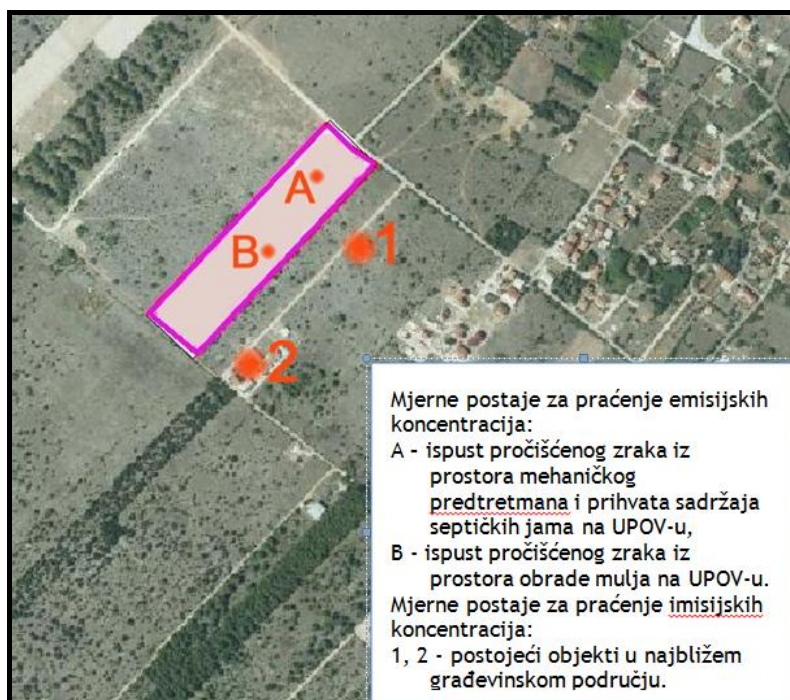 A
B
1
2
Mjerne postaje za praćenje emisijskih
koncentracija:
A - ispust pročišćenog zraka iz
prostora mehaničkog
predtretmana i prihvata sadržaja
septičkih jama na UPOV-u,
B - ispust pročišćenog zraka iz
prostora obrade mulja na UPOV-u.
Mjerne postaje za praćenje imisijskih
koncentracija:
1, 2 - postojeći objekti u najbližem
građevinskom području.